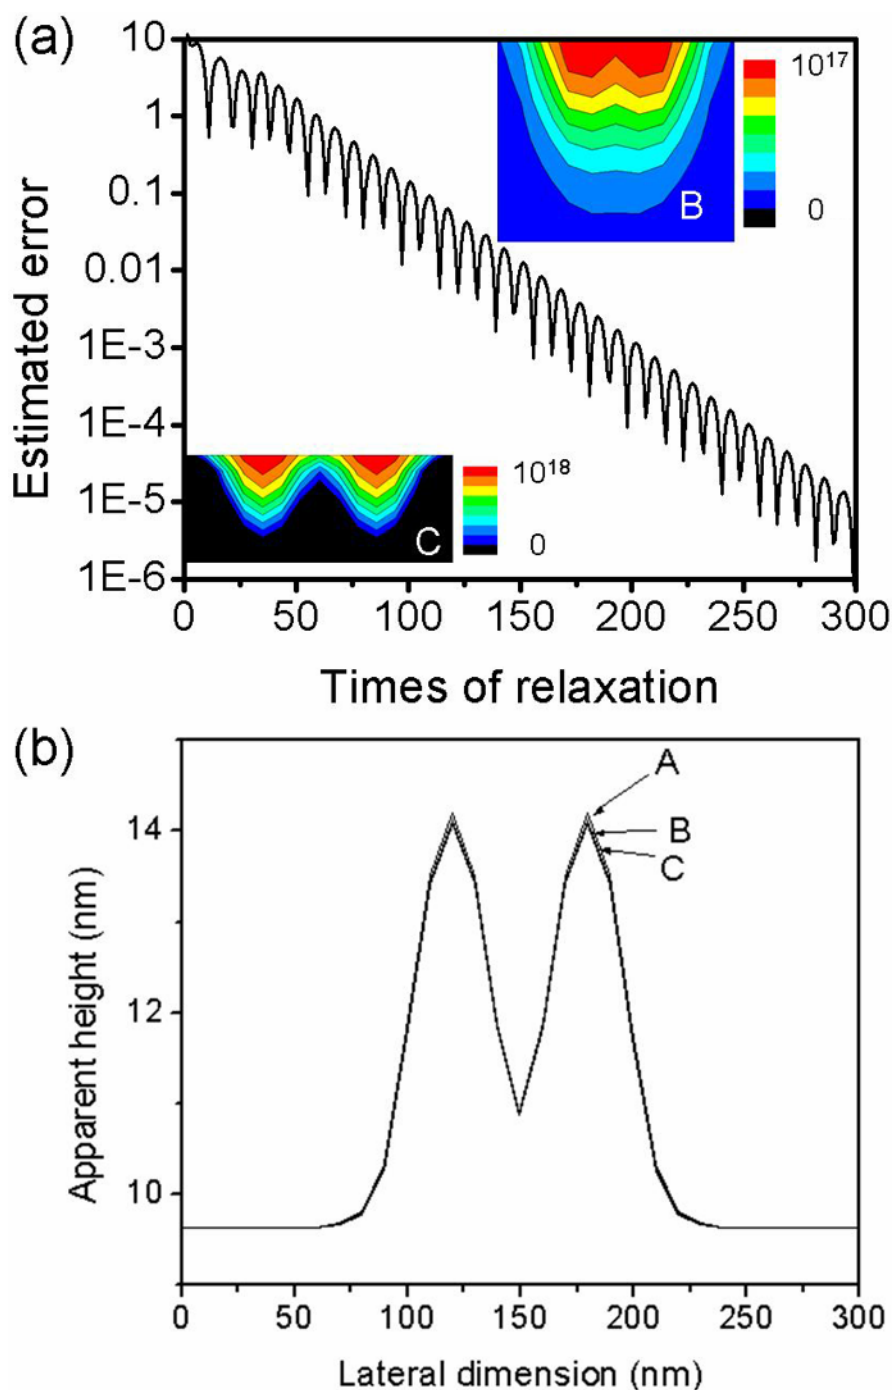 (a)
10
1
0.1
0.01
1E-3
1E-4
1E-5
1E-6
Estimated error
10¹⁷
0
B
10¹⁸
0
C
0 50 100 150 200 250 300
Times of relaxation
(b)
14
12
10
Apparent height (nm)
A
B
C
0 50 100 150 200 250 300
Lateral dimension (nm)